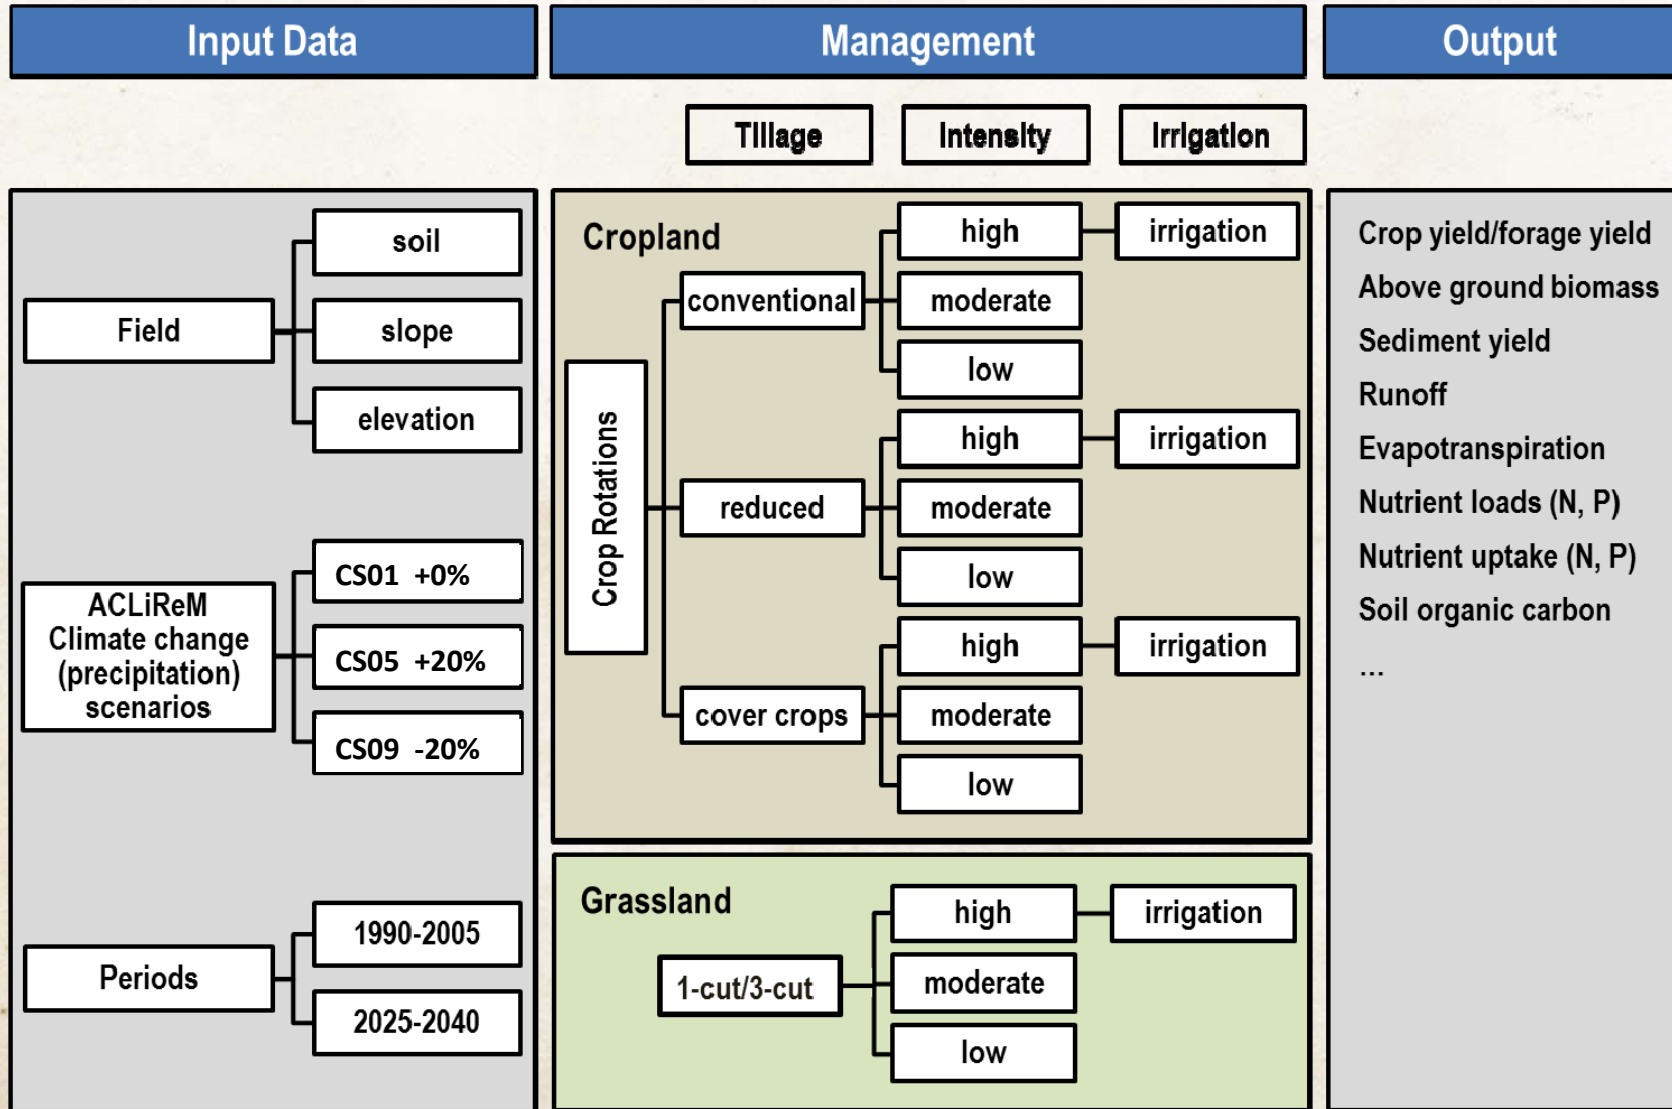 Input Data
Management
Output
Tillage
Intensity
Irrigation
Field
soil
slope
elevation
ACLiReM
Climate change
(precipitation)
scenarios
CS01 +0%
CS05 +20%
CS09 -20%
Periods
1990-2005
2025-2040
Cropland
Crop Rotations
conventional
high
irrigation
moderate
low
reduced
high
irrigation
moderate
low
cover crops
high
irrigation
moderate
low
Grassland
1-cut/3-cut
high
irrigation
moderate
low
Crop yield/forage yield
Above ground biomass
Sediment yield
Runoff
Evapotranspiration
Nutrient loads (N, P)
Nutrient uptake (N, P)
Soil organic carbon
...